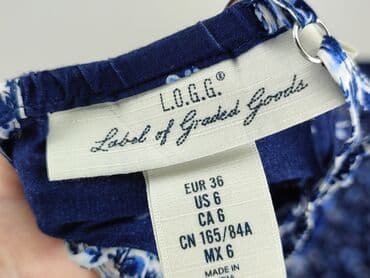 L.O.G.G.®
Label of Graded Goods
EUR 36
US 6
CA 6
CN 165/84A
MX 6
MADE IN